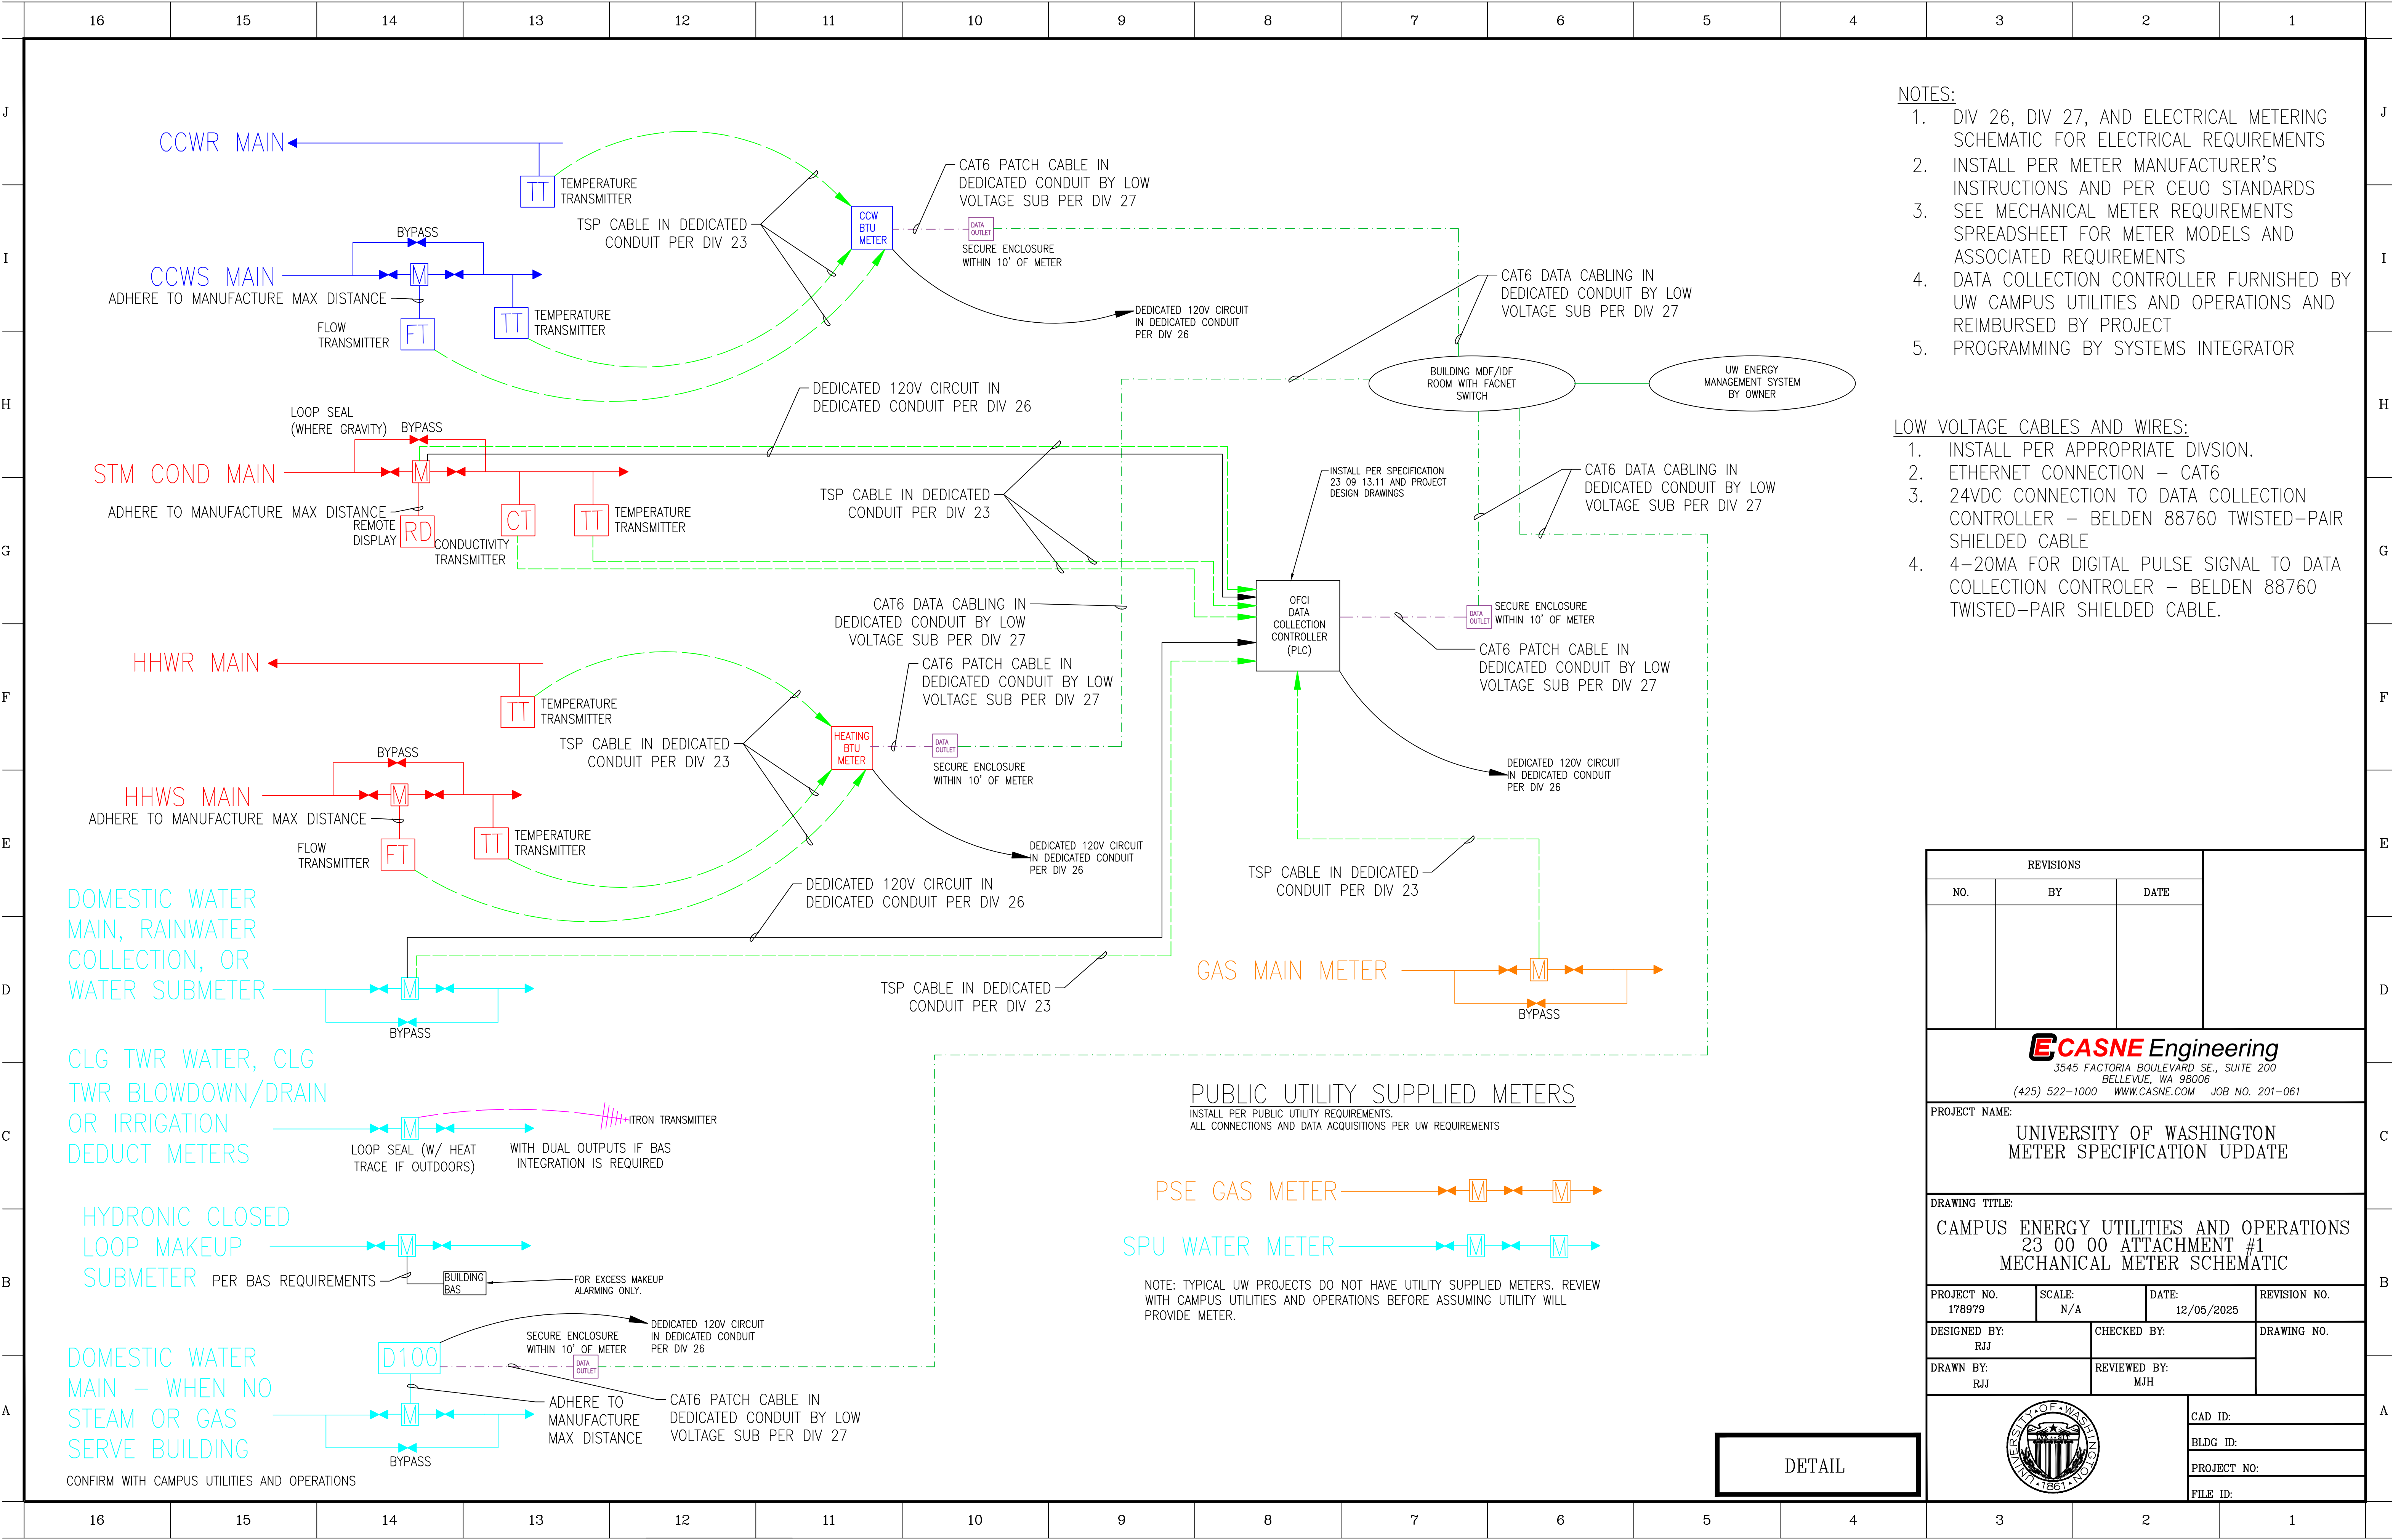 16 15 14 13 12 11 10 9 8 7 6 5 4 3 2 1
J
I
H
G
F
E
D
C
B
A
CCWR MAIN
TT
TEMPERATURE
TRANSMITTER
TSP CABLE IN DEDICATED
CONDUIT PER DIV 23
CCW
BTU
METER
CAT6 PATCH CABLE IN
DEDICATED CONDUIT BY LOW
VOLTAGE SUB PER DIV 27
DATA
OUTLET
SECURE ENCLOSURE
WITHIN 10' OF METER
BYPASS
CCWS MAIN
M
ADHERE TO MANUFACTURE MAX DISTANCE
FLOW
TRANSMITTER
FT
TT
TEMPERATURE
TRANSMITTER
DEDICATED 120V CIRCUIT
IN DEDICATED CONDUIT
PER DIV 26
CAT6 DATA CABLING IN
DEDICATED CONDUIT BY LOW
VOLTAGE SUB PER DIV 27
BUILDING MDF/IDF
ROOM WITH FACNET
SWITCH
UW ENERGY
MANAGEMENT SYSTEM
BY OWNER
DEDICATED 120V CIRCUIT IN
DEDICATED CONDUIT PER DIV 26
LOOP SEAL
(WHERE GRAVITY)
BYPASS
STM COND MAIN
M
ADHERE TO MANUFACTURE MAX DISTANCE
REMOTE
DISPLAY
RD
CT
CONDUCTIVITY
TRANSMITTER
TT
TEMPERATURE
TRANSMITTER
TSP CABLE IN DEDICATED
CONDUIT PER DIV 23
INSTALL PER SPECIFICATION
23 09 13.11 AND PROJECT
DESIGN DRAWINGS
CAT6 DATA CABLING IN
DEDICATED CONDUIT BY LOW
VOLTAGE SUB PER DIV 27
OFCI
DATA
COLLECTION
CONTROLLER
(PLC)
DATA
OUTLET
SECURE ENCLOSURE
WITHIN 10' OF METER
CAT6 PATCH CABLE IN
DEDICATED CONDUIT BY LOW
VOLTAGE SUB PER DIV 27
DEDICATED 120V CIRCUIT
IN DEDICATED CONDUIT
PER DIV 26
CAT6 DATA CABLING IN
DEDICATED CONDUIT BY LOW
VOLTAGE SUB PER DIV 27
HHWR MAIN
TT
TEMPERATURE
TRANSMITTER
TSP CABLE IN DEDICATED
CONDUIT PER DIV 23
HEATING
BTU
METER
CAT6 PATCH CABLE IN
DEDICATED CONDUIT BY LOW
VOLTAGE SUB PER DIV 27
DATA
OUTLET
SECURE ENCLOSURE
WITHIN 10' OF METER
BYPASS
HHWS MAIN
M
ADHERE TO MANUFACTURE MAX DISTANCE
FLOW
TRANSMITTER
FT
TT
TEMPERATURE
TRANSMITTER
DEDICATED 120V CIRCUIT
IN DEDICATED CONDUIT
PER DIV 26
DEDICATED 120V CIRCUIT IN
DEDICATED CONDUIT PER DIV 26
TSP CABLE IN DEDICATED
CONDUIT PER DIV 23
DOMESTIC WATER
MAIN, RAINWATER
COLLECTION, OR
WATER SUBMETER
M
BYPASS
TSP CABLE IN DEDICATED
CONDUIT PER DIV 23
GAS MAIN METER
M
BYPASS
CLG TWR WATER, CLG
TWR BLOWDOWN/DRAIN
OR IRRIGATION
DEDUCT METERS
M
ITRON TRANSMITTER
LOOP SEAL (W/ HEAT
TRACE IF OUTDOORS)
WITH DUAL OUTPUTS IF BAS
INTEGRATION IS REQUIRED
PUBLIC UTILITY SUPPLIED METERS
INSTALL PER PUBLIC UTILITY REQUIREMENTS.
ALL CONNECTIONS AND DATA ACQUISITIONS PER UW REQUIREMENTS
PSE GAS METER
M M
SPU WATER METER
M M
NOTE: TYPICAL UW PROJECTS DO NOT HAVE UTILITY SUPPLIED METERS. REVIEW
WITH CAMPUS UTILITIES AND OPERATIONS BEFORE ASSUMING UTILITY WILL
PROVIDE METER.
HYDRONIC CLOSED
LOOP MAKEUP
SUBMETER
M
PER BAS REQUIREMENTS
BUILDING
BAS
FOR EXCESS MAKEUP
ALARMING ONLY.
DOMESTIC WATER
MAIN – WHEN NO
STEAM OR GAS
SERVE BUILDING
D100
M
BYPASS
DEDICATED 120V CIRCUIT
IN DEDICATED CONDUIT
PER DIV 26
SECURE ENCLOSURE
WITHIN 10' OF METER
DATA
OUTLET
ADHERE TO
MANUFACTURE
MAX DISTANCE
CAT6 PATCH CABLE IN
DEDICATED CONDUIT BY LOW
VOLTAGE SUB PER DIV 27
CONFIRM WITH CAMPUS UTILITIES AND OPERATIONS
NOTES:
1. DIV 26, DIV 27, AND ELECTRICAL METERING
SCHEMATIC FOR ELECTRICAL REQUIREMENTS
2. INSTALL PER METER MANUFACTURER'S
INSTRUCTIONS AND PER CEUO STANDARDS
3. SEE MECHANICAL METER REQUIREMENTS
SPREADSHEET FOR METER MODELS AND
ASSOCIATED REQUIREMENTS
4. DATA COLLECTION CONTROLLER FURNISHED BY
UW CAMPUS UTILITIES AND OPERATIONS AND
REIMBURSED BY PROJECT
5. PROGRAMMING BY SYSTEMS INTEGRATOR
LOW VOLTAGE CABLES AND WIRES:
1. INSTALL PER APPROPRIATE DIVSION.
2. ETHERNET CONNECTION – CAT6
3. 24VDC CONNECTION TO DATA COLLECTION
CONTROLLER – BELDEN 88760 TWISTED–PAIR
SHIELDED CABLE
4. 4–20MA FOR DIGITAL PULSE SIGNAL TO DATA
COLLECTION CONTROLER – BELDEN 88760
TWISTED–PAIR SHIELDED CABLE.
REVISIONS
NO. BY DATE
E CASNE Engineering
3545 FACTORIA BOULEVARD SE., SUITE 200
BELLEVUE, WA 98006
(425) 522–1000 WWW.CASNE.COM JOB NO. 201–061
PROJECT NAME:
UNIVERSITY OF WASHINGTON
METER SPECIFICATION UPDATE
DRAWING TITLE:
CAMPUS ENERGY UTILITIES AND OPERATIONS
23 00 00 ATTACHMENT #1
MECHANICAL METER SCHEMATIC
PROJECT NO. SCALE: DATE: REVISION NO.
178979 N/A 12/05/2025
DESIGNED BY: CHECKED BY: DRAWING NO.
RJJ
DRAWN BY: REVIEWED BY:
RJJ MJH
UNIVERSITY·OF·WASHINGTON
·1861·
CAD ID:
BLDG ID:
PROJECT NO:
FILE ID:
DETAIL
J
I
H
G
F
E
D
C
B
A
16 15 14 13 12 11 10 9 8 7 6 5 4 3 2 1